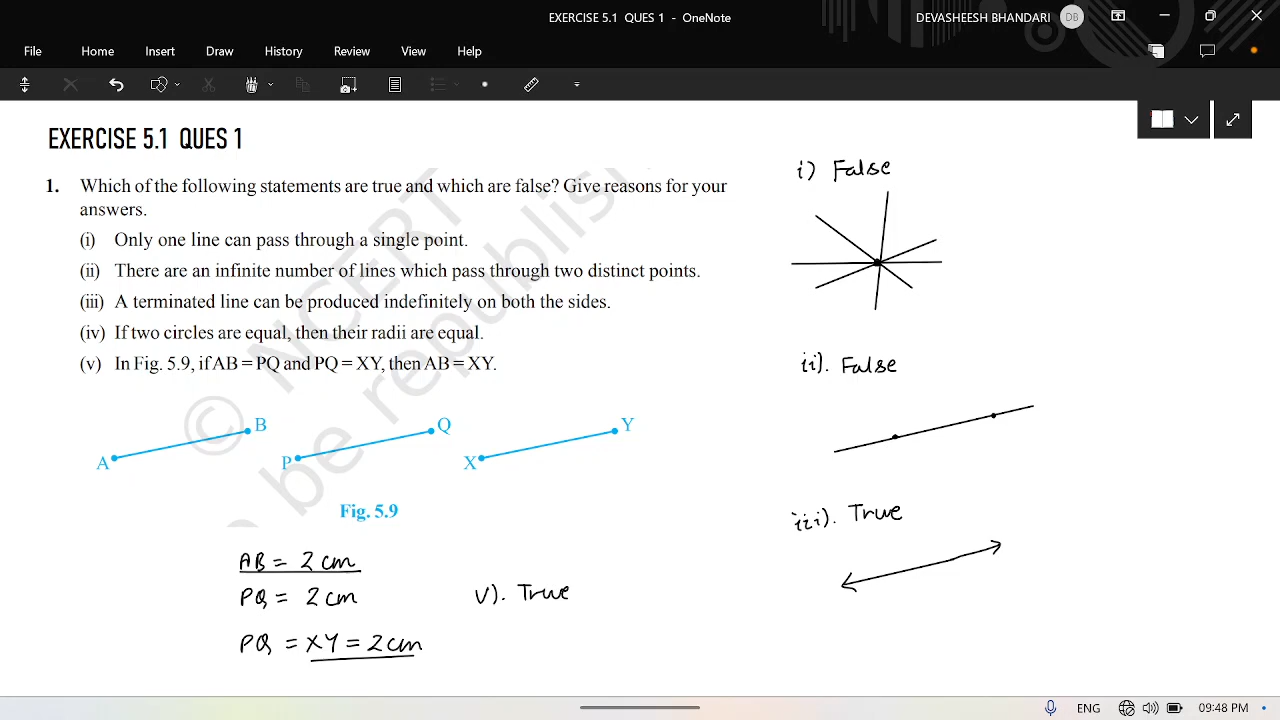 EXERCISE 5.1 QUES 1 - OneNote
DEVASHEESH BHANDARI DB
File Home Insert Draw History Review View Help
EXERCISE 5.1 QUES 1
1. Which of the following statements are true and which are false? Give reasons for your
answers.
(i) Only one line can pass through a single point.
(ii) There are an infinite number of lines which pass through two distinct points.
(iii) A terminated line can be produced indefinitely on both the sides.
(iv) If two circles are equal, then their radii are equal.
(v) In Fig. 5.9, if AB = PQ and PQ = XY, then AB = XY.
© NCERT
be republis
A B P Q X Y
Fig. 5.9
AB = 2 cm
PQ = 2 cm
PQ = XY = 2 cm
v). True
i) False
ii). False
iii). True
ENG 09:48 PM